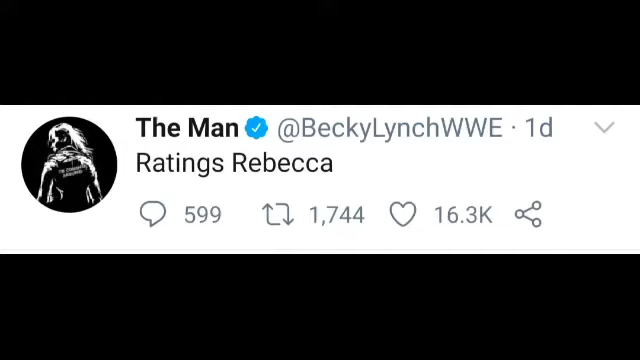 The Man @BeckyLynchWWE · 1d
Ratings Rebecca
599 1,744 16.3K